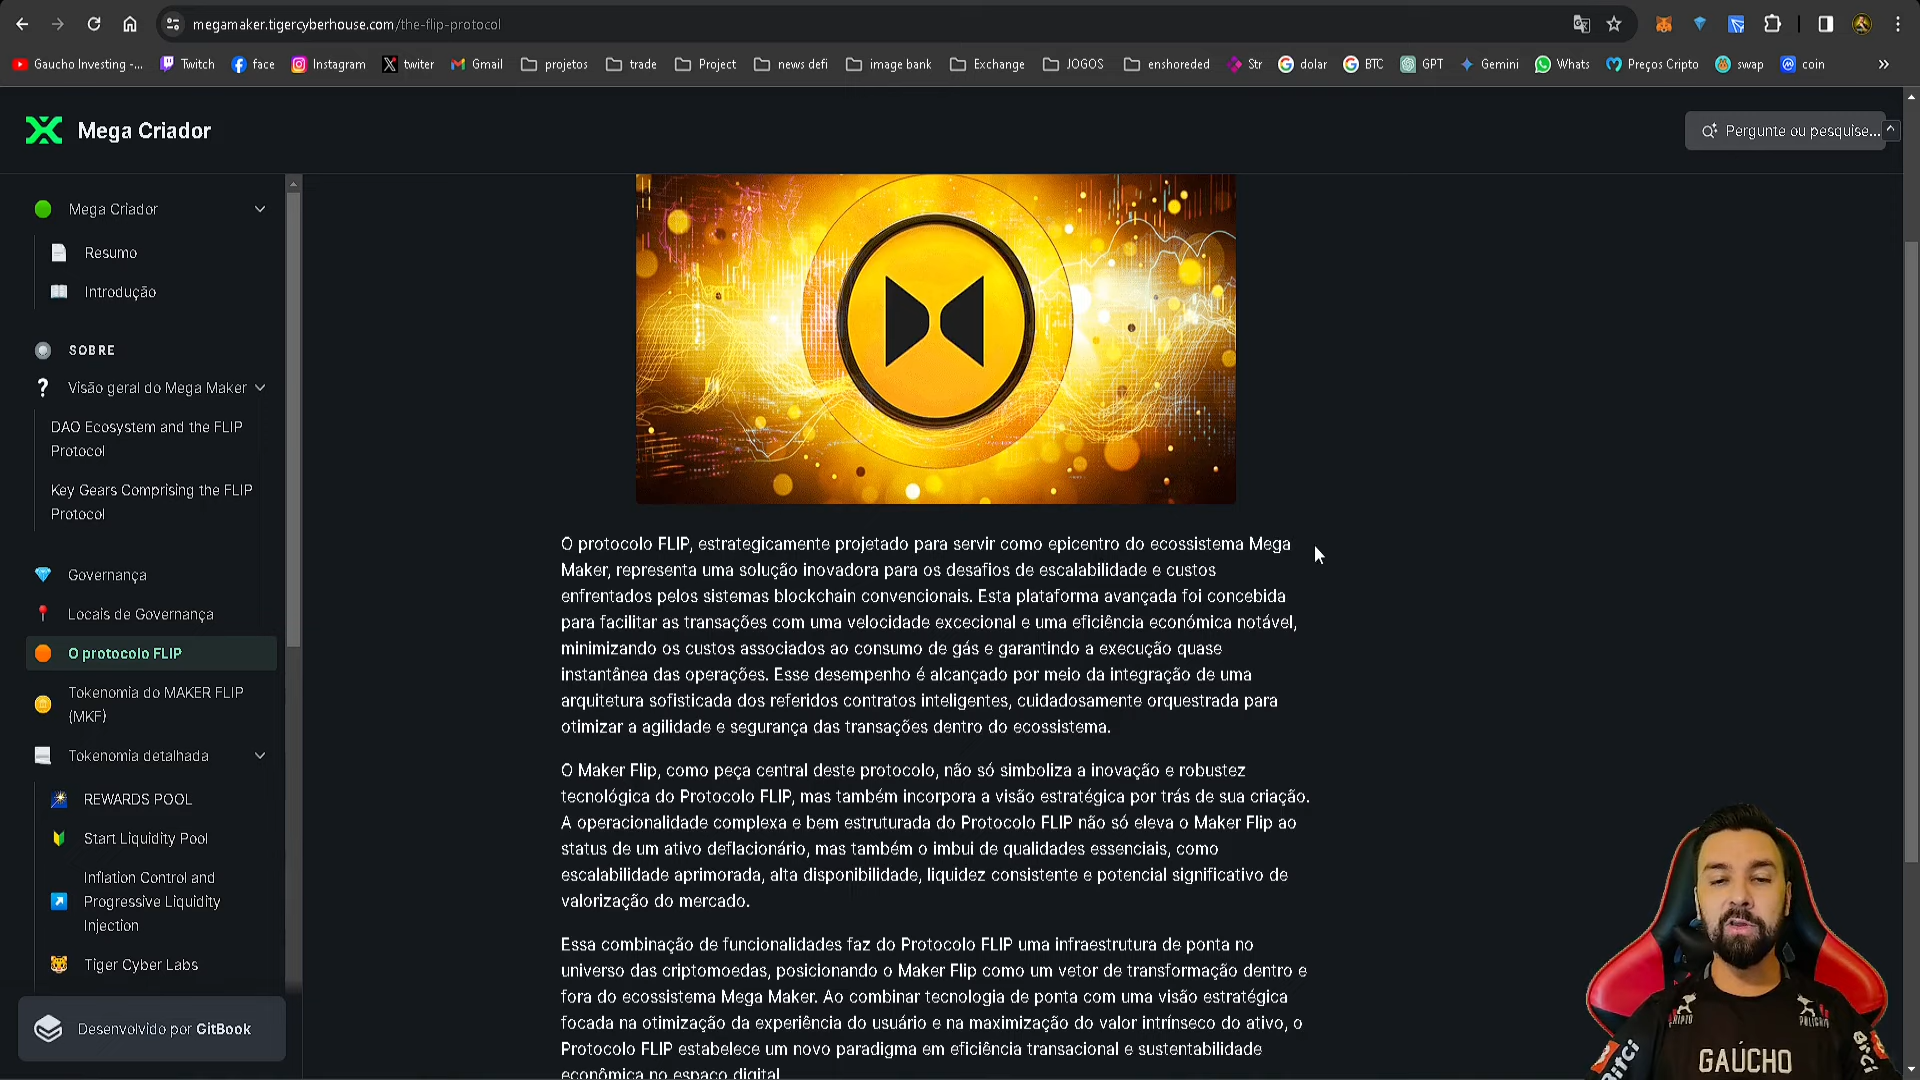 megamaker.tigercyberhouse.com/the-flip-protocol
Gaucho Investing -... Twitch face Instagram twiter Gmail projetos trade Project news defi image bank Exchange JOGOS enshoreded Str dolar BTC GPT Gemini Whats Preços Cripto swap coin »
Mega Criador
Pergunte ou pesquise...
Mega Criador
Resumo
Introdução
SOBRE
Visão geral do Mega Maker
DAO Ecosystem and the FLIP
Protocol
Key Gears Comprising the FLIP
Protocol
Governança
Locais de Governança
O protocolo FLIP
Tokenomia do MAKER FLIP
(MKF)
Tokenomia detalhada
REWARDS POOL
Start Liquidity Pool
Inflation Control and
Progressive Liquidity
Injection
Tiger Cyber Labs
Desenvolvido por GitBook
O protocolo FLIP, estrategicamente projetado para servir como epicentro do ecossistema Mega
Maker, representa uma solução inovadora para os desafios de escalabilidade e custos
enfrentados pelos sistemas blockchain convencionais. Esta plataforma avançada foi concebida
para facilitar as transações com uma velocidade excecional e uma eficiência económica notável,
minimizando os custos associados ao consumo de gás e garantindo a execução quase
instantânea das operações. Esse desempenho é alcançado por meio da integração de uma
arquitetura sofisticada dos referidos contratos inteligentes, cuidadosamente orquestrada para
otimizar a agilidade e segurança das transações dentro do ecossistema.
O Maker Flip, como peça central deste protocolo, não só simboliza a inovação e robustez
tecnológica do Protocolo FLIP, mas também incorpora a visão estratégica por trás de sua criação.
A operacionalidade complexa e bem estruturada do Protocolo FLIP não só eleva o Maker Flip ao
status de um ativo deflacionário, mas também o imbui de qualidades essenciais, como
escalabilidade aprimorada, alta disponibilidade, liquidez consistente e potencial significativo de
valorização do mercado.
Essa combinação de funcionalidades faz do Protocolo FLIP uma infraestrutura de ponta no
universo das criptomoedas, posicionando o Maker Flip como um vetor de transformação dentro e
fora do ecossistema Mega Maker. Ao combinar tecnologia de ponta com uma visão estratégica
focada na otimização da experiência do usuário e na maximização do valor intrínseco do ativo, o
Protocolo FLIP estabelece um novo paradigma em eficiência transacional e sustentabilidade
econômica no espaço digital
GAÚCHO
Bitci